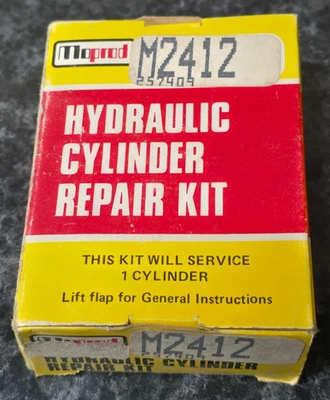 Moprod
M2412
257409
HYDRAULIC
CYLINDER
REPAIR KIT
THIS KIT WILL SERVICE
1 CYLINDER
Lift flap for General Instructions
M2412
HYDRAULIC CYLINDER
REPAIR KIT